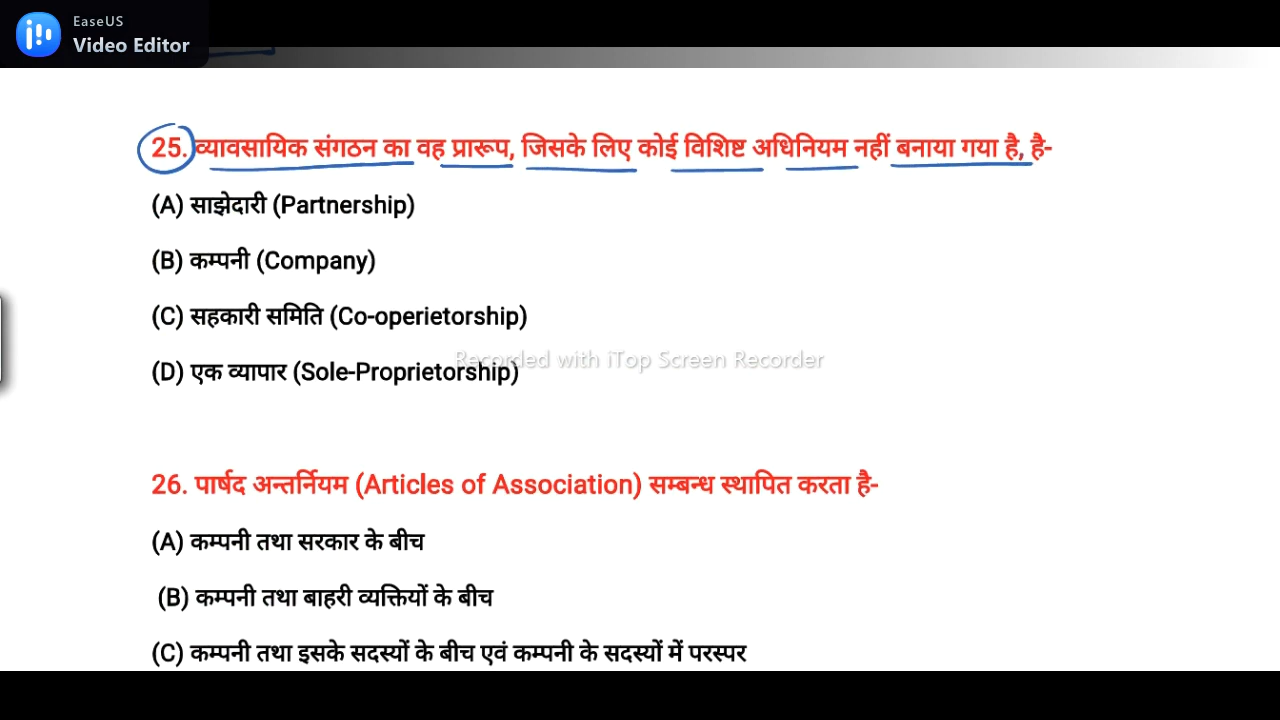 EaseUS
Video Editor
25. व्यावसायिक संगठन का वह प्रारूप, जिसके लिए कोई विशिष्ट अधिनियम नहीं बनाया गया है, है-
(A) साझेदारी (Partnership)
(B) कम्पनी (Company)
(C) सहकारी समिति (Co-operietorship)
Recorded with iTop Screen Recorder
(D) एक व्यापार (Sole-Proprietorship)
26. पार्षद अन्तर्नियम (Articles of Association) सम्बन्ध स्थापित करता है-
(A) कम्पनी तथा सरकार के बीच
(B) कम्पनी तथा बाहरी व्यक्तियों के बीच
(C) कम्पनी तथा इसके सदस्यों के बीच एवं कम्पनी के सदस्यों में परस्पर